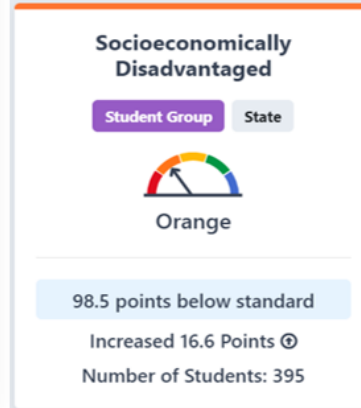 Socioeconomically
Disadvantaged
Student Group State
Orange
98.5 points below standard
Increased 16.6 Points
Number of Students: 395